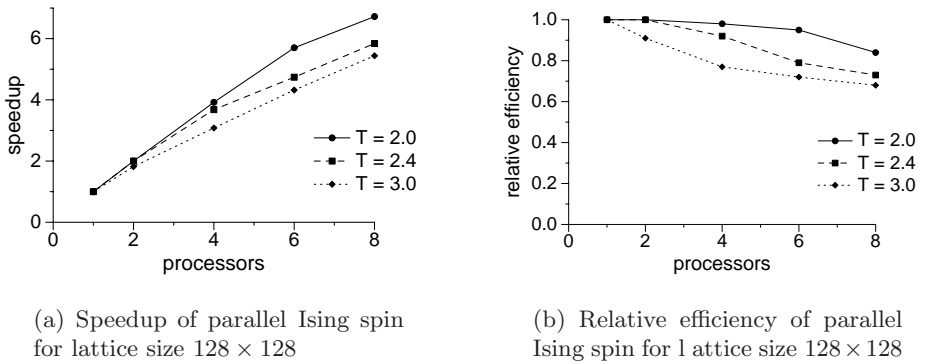 speedup
6
4
2
0
0 2 4 6 8
processors
T = 2.0
T = 2.4
T = 3.0
(a) Speedup of parallel Ising spin
for lattice size 128 × 128
relative efficiency
1.0
0.8
0.6
0.4
0.2
0.0
0 2 4 6 8
processors
T = 2.0
T = 2.4
T = 3.0
(b) Relative efficiency of parallel
Ising spin for l attice size 128 × 128